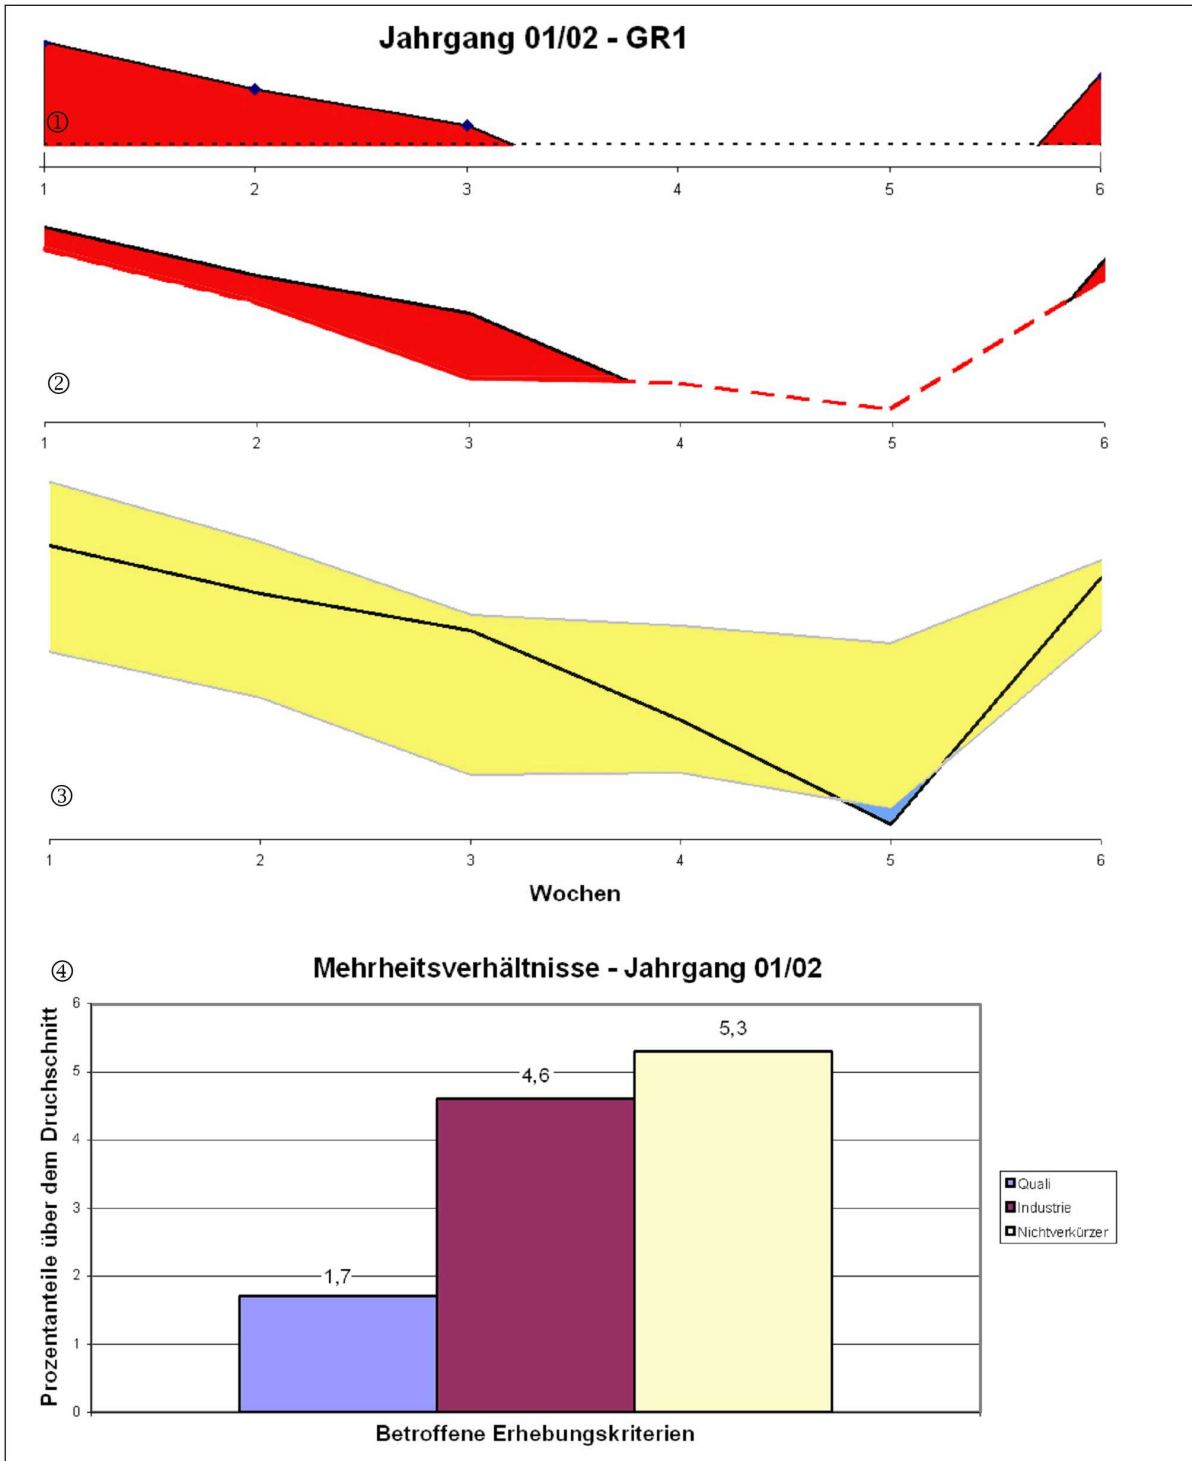 Jahrgang 01/02 - GR1
①
1 2 3 4 5 6
②
1 2 3 4 5 6
③
1 2 3 4 5 6
Wochen
④
Mehrheitsverhältnisse - Jahrgang 01/02
Prozentanteile über dem Druchschnitt
6
5
4
3
2
1
0
1,7
4,6
5,3
Quali
Industrie
Nichtverkürzer
Betroffene Erhebungskriterien